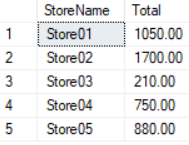 StoreName Total
1 Store01 1050.00
2 Store02 1700.00
3 Store03 210.00
4 Store04 750.00
5 Store05 880.00